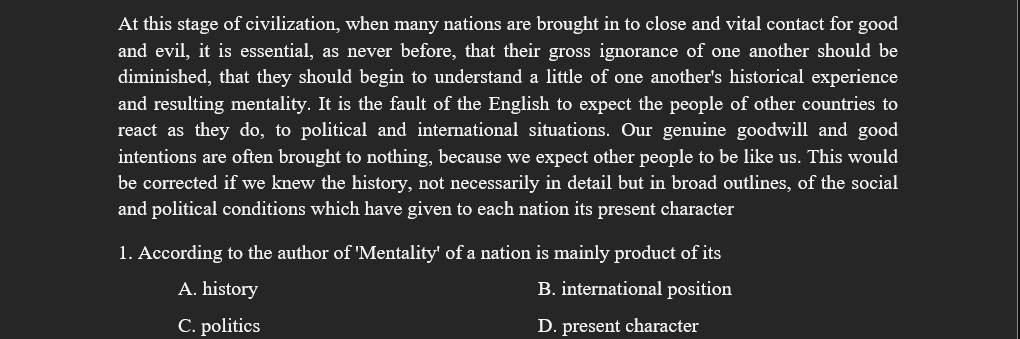 At this stage of civilization, when many nations are brought in to close and vital contact for good
and evil, it is essential, as never before, that their gross ignorance of one another should be
diminished, that they should begin to understand a little of one another's historical experience
and resulting mentality. It is the fault of the English to expect the people of other countries to
react as they do, to political and international situations. Our genuine goodwill and good
intentions are often brought to nothing, because we expect other people to be like us. This would
be corrected if we knew the history, not necessarily in detail but in broad outlines, of the social
and political conditions which have given to each nation its present character
1. According to the author of 'Mentality' of a nation is mainly product of its
A. history B. international position
C. politics D. present character